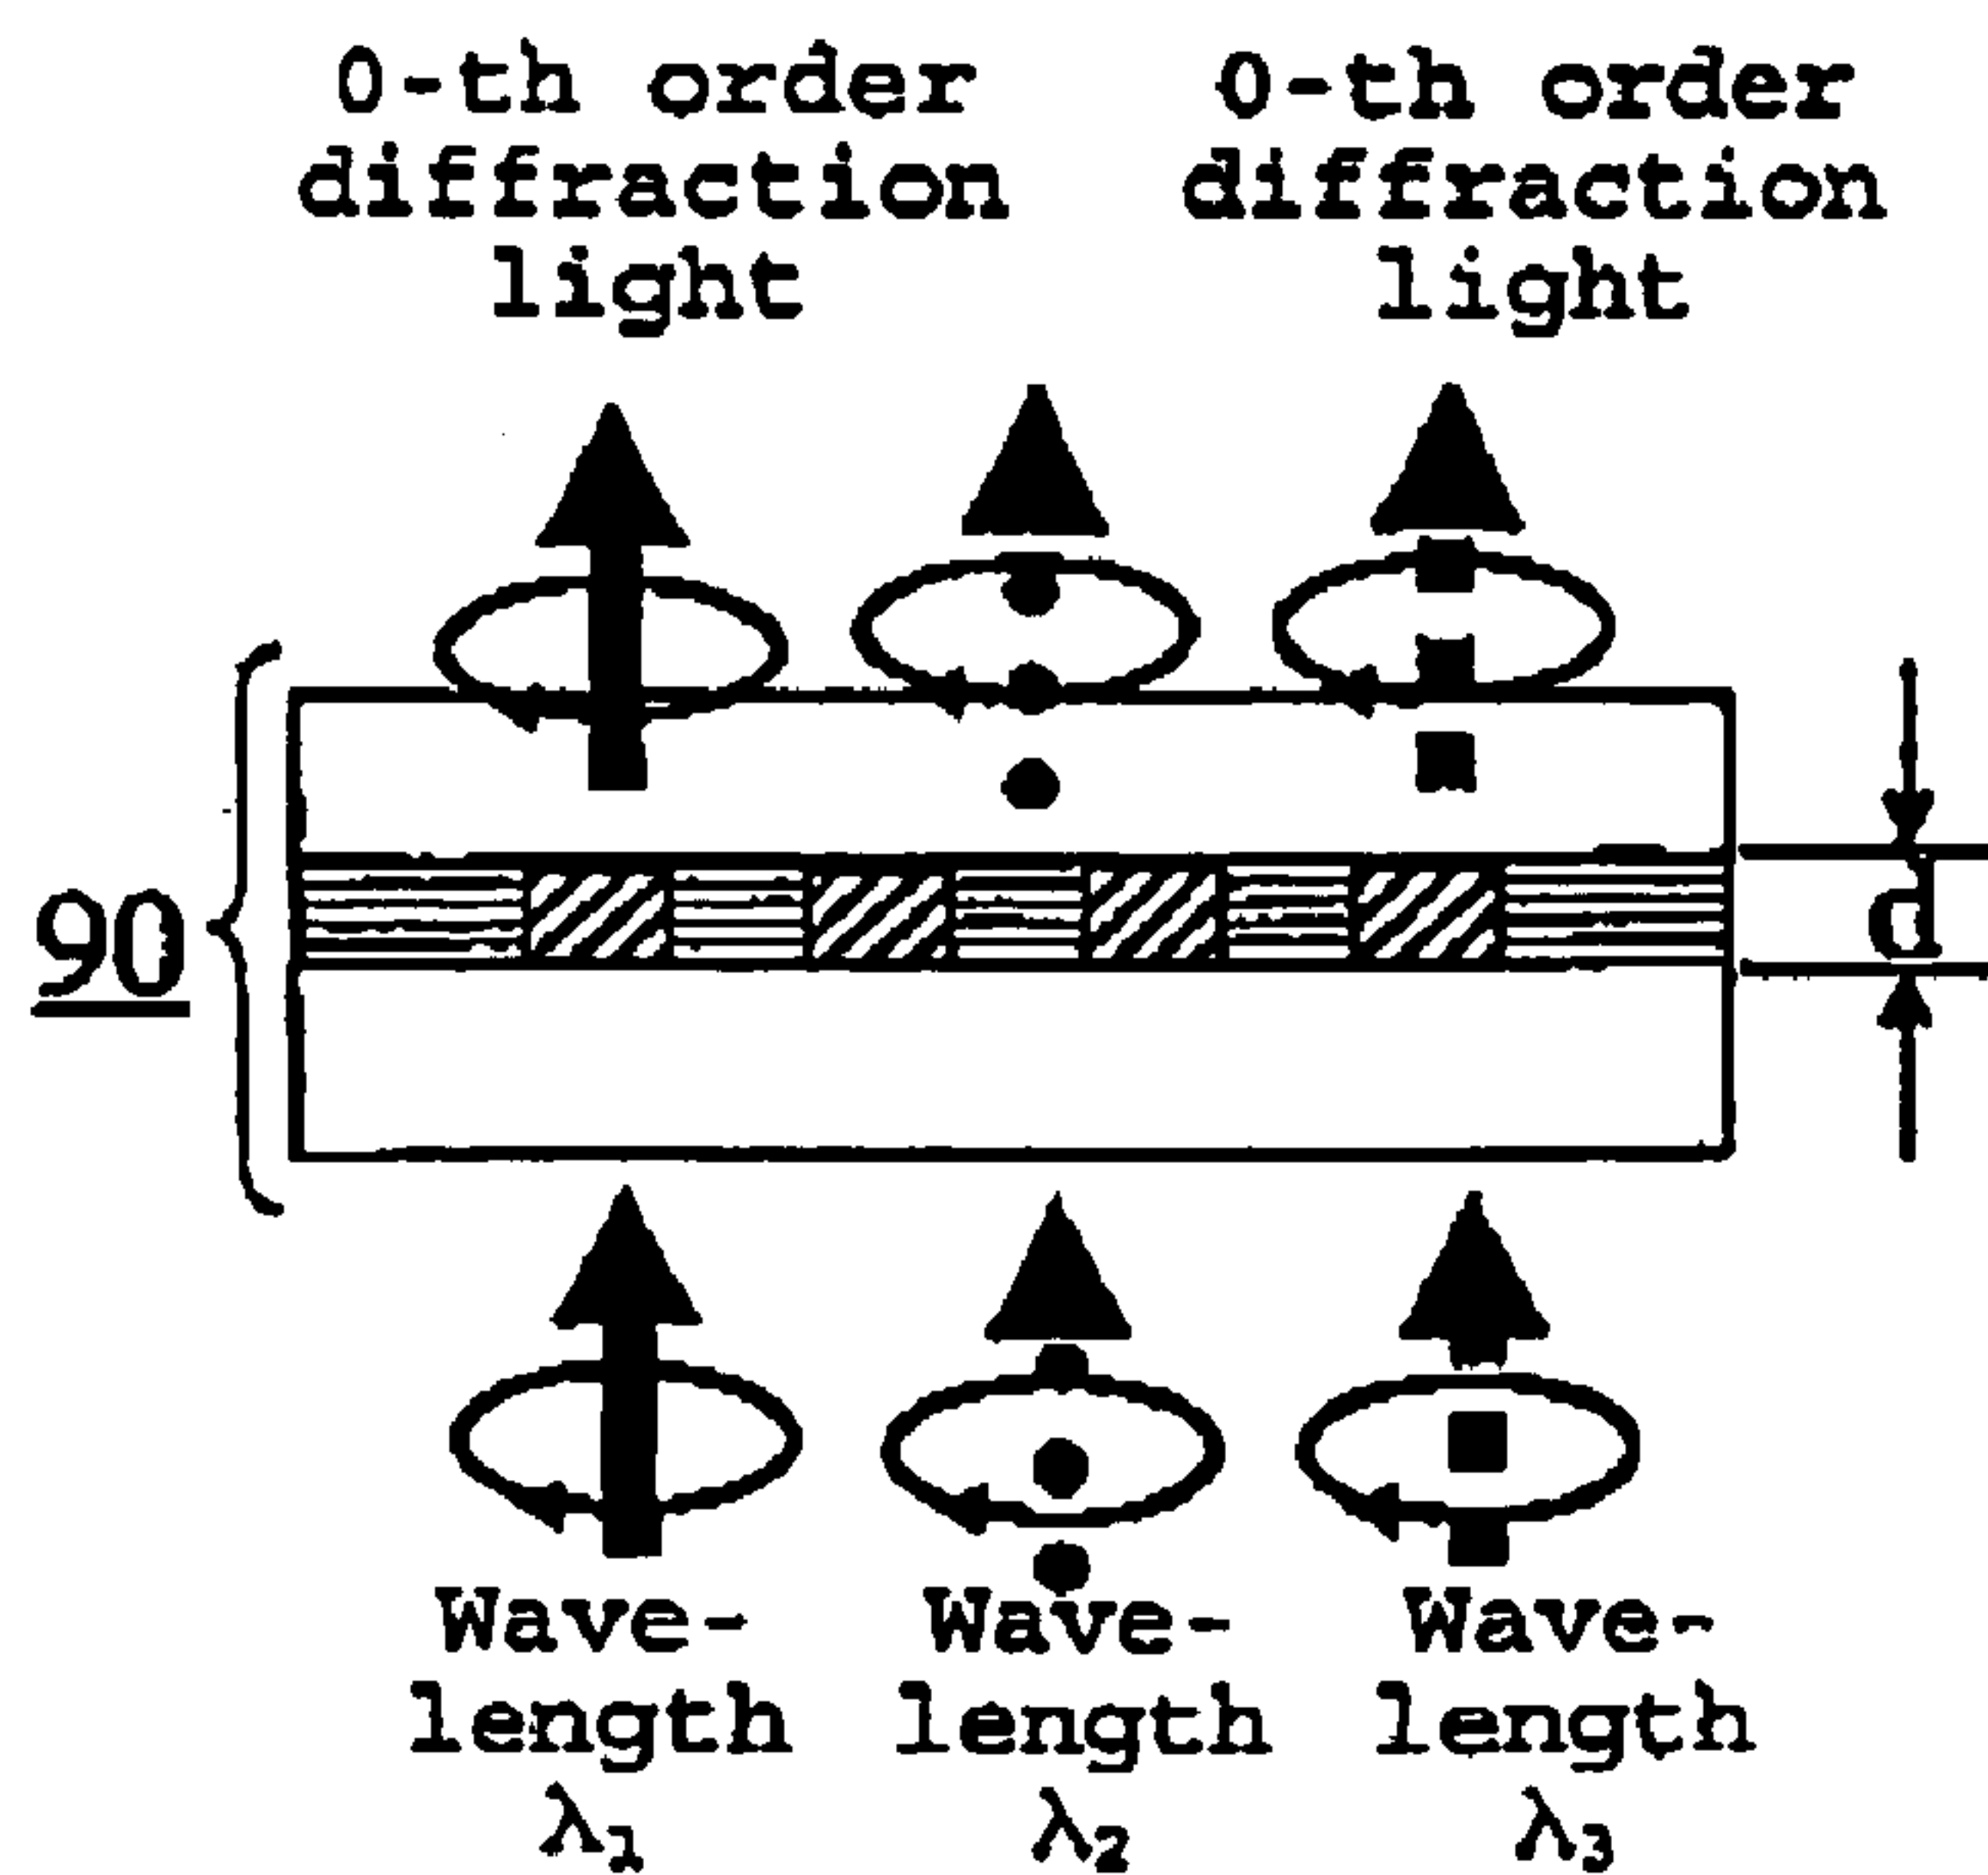 0-th order
diffraction
light
0-th order
diffraction
light
90
d
Wave-
length
λ1
Wave-
length
λ2
Wave-
length
λ3